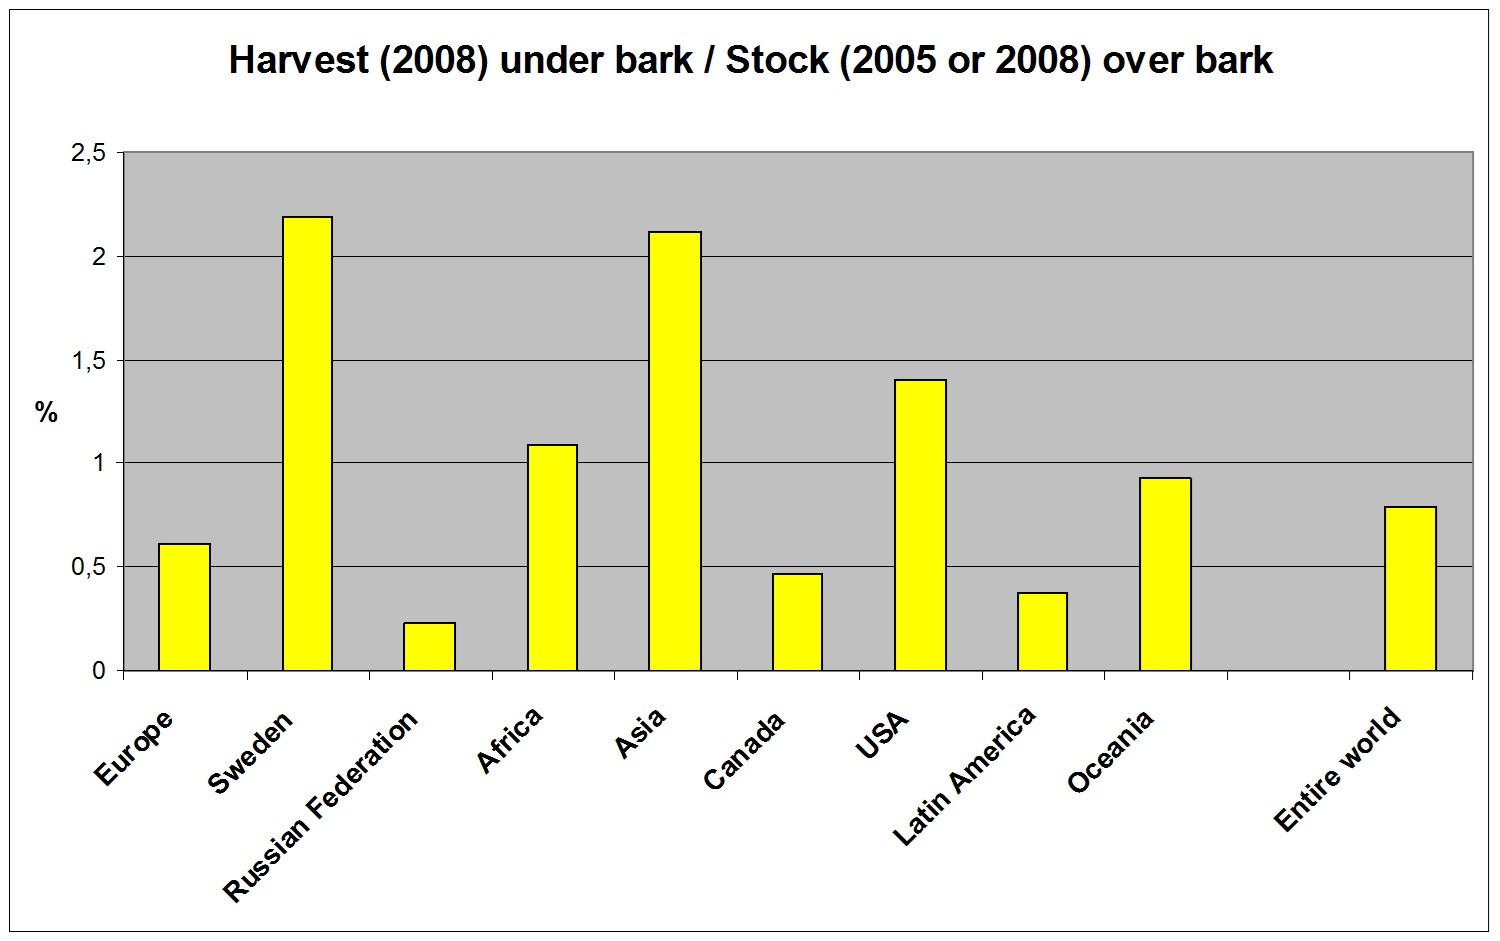 Harvest (2008) under bark / Stock (2005 or 2008) over bark
2,5
2
1,5
%
1
0,5
0
Europe
Sweden
Russian Federation
Africa
Asia
Canada
USA
Latin America
Oceania
Entire world